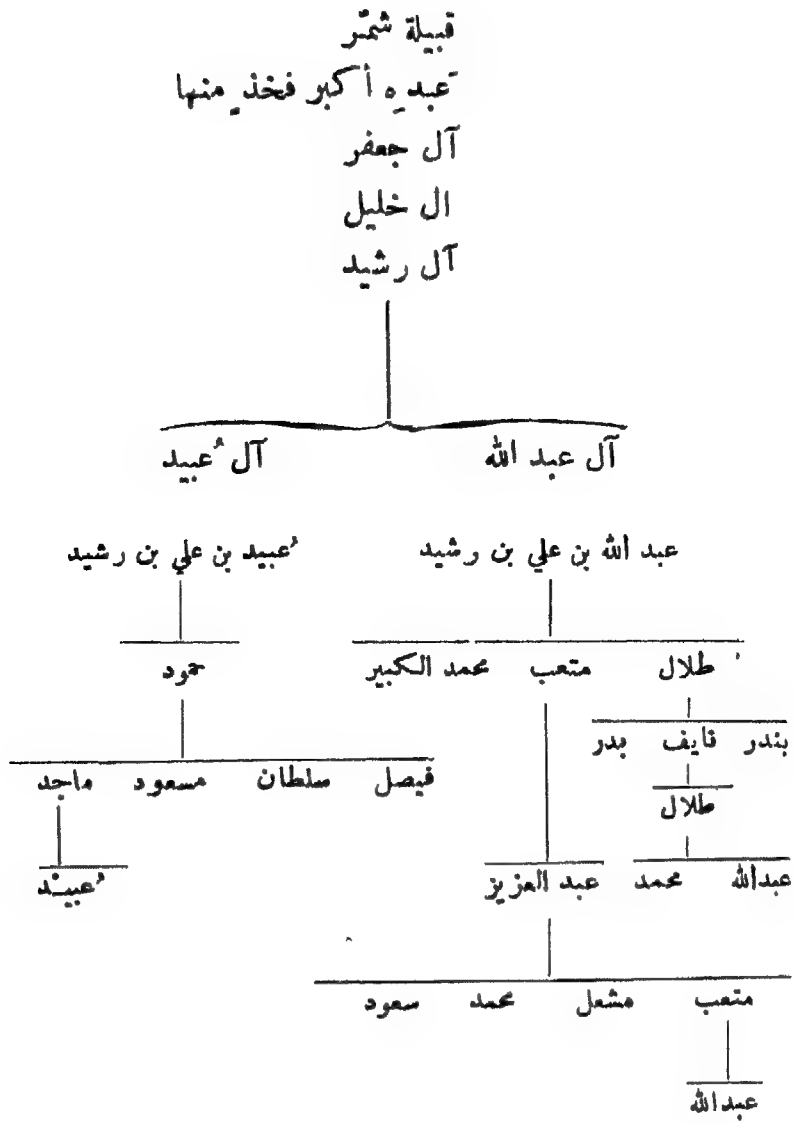 قبيلة شمّر
عبده أكبر فخذٍ منها
آل جعفر
ال خليل
آل رشيد
آل عبد الله آل عُبيد
عبد الله بن علي بن رشيد عُبيد بن علي بن رشيد
طلال متعب محمد الكبير حمود
بندر نايف بدر
فيصل سلطان مسعود ماجد
طلال
عبدالله محمد عبد العزيز عُبيد
متعب مشعل محمد سعود
عبدالله